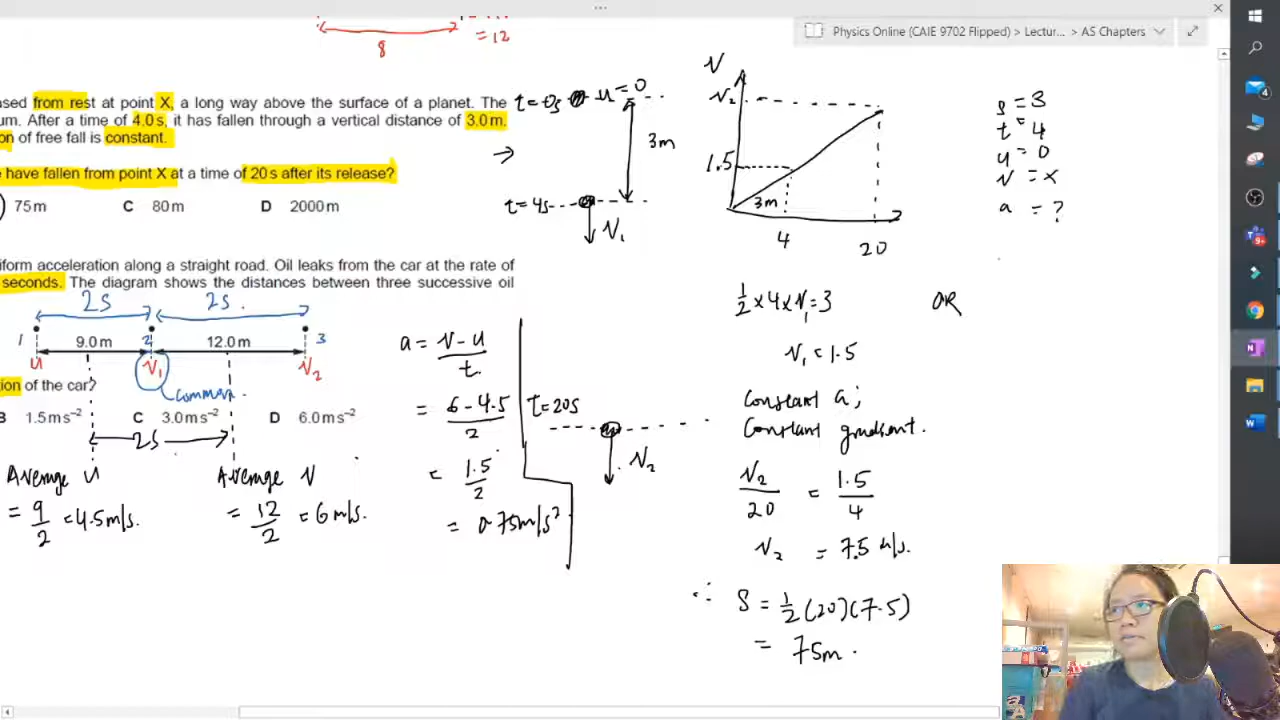 Physics Online (CAIE 9702 Flipped) > Lectur... > AS Chapters
8
= 12
ased from rest at point X, a long way above the surface of a planet. The
um. After a time of 4.0 s, it has fallen through a vertical distance of 3.0 m.
on of free fall is constant.
e have fallen from point X at a time of 20 s after its release?
75 m C 80 m D 2000 m
t=0s u=0
3m
t=4s
V₁
V
V₂
1.5
3m
4
20
s = 3
t = 4
u = 0
v = x
a = ?
iform acceleration along a straight road. Oil leaks from the car at the rate of
seconds. The diagram shows the distances between three successive oil
2s 2s
1 2 3
9.0 m 12.0 m
u V₁ V₂
common
tion of the car?
B 1.5 m s⁻² C 3.0 m s⁻² D 6.0 m s⁻²
2s
Average u
= 9/2 = 4.5m/s.
Average v
= 12/2 = 6m/s.
a = v - u / t
= 6 - 4.5 / 2
= 1.5 / 2
= 0.75m/s²
t=20s
V₂
½ × 4 × V₁ = 3
V₁ = 1.5
OR
Constant a;
Constant gradient.
V₂/20 = 1.5/4
V₂ = 7.5 m/s.
∴ S = ½ (20)(7.5)
= 75m.